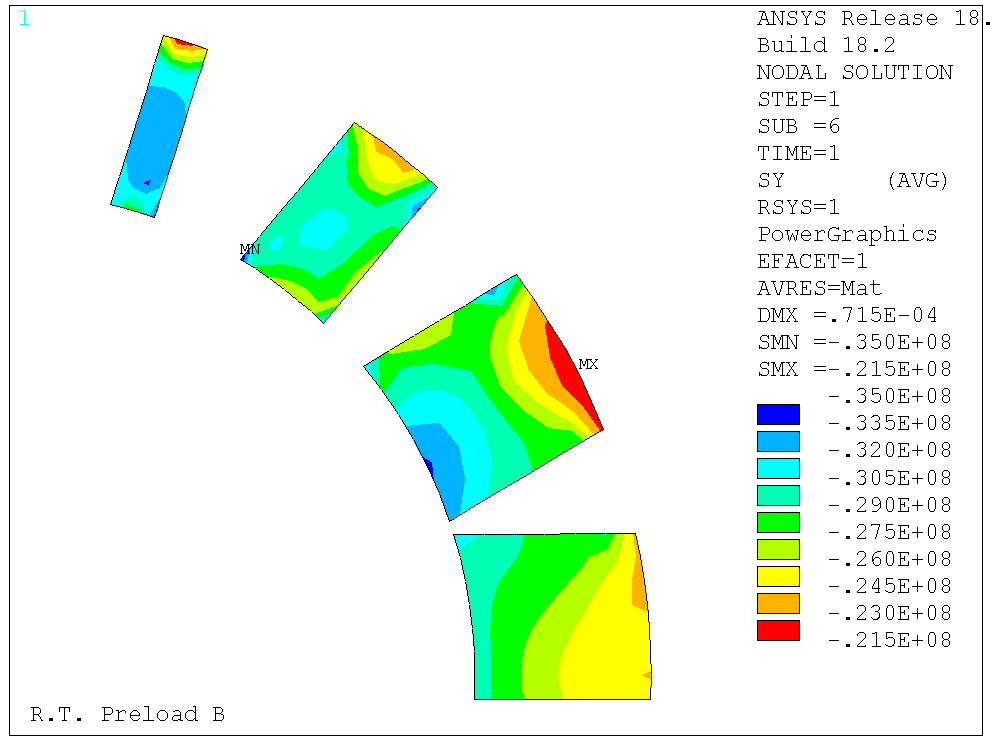 1
ANSYS Release 18.
Build 18.2
NODAL SOLUTION
STEP=1
SUB =6
TIME=1
SY (AVG)
RSYS=1
PowerGraphics
EFACET=1
AVRES=Mat
DMX =.715E-04
SMN =-.350E+08
SMX =-.215E+08
-.350E+08
-.335E+08
-.320E+08
-.305E+08
-.290E+08
-.275E+08
-.260E+08
-.245E+08
-.230E+08
-.215E+08
MN
MX
R.T. Preload B